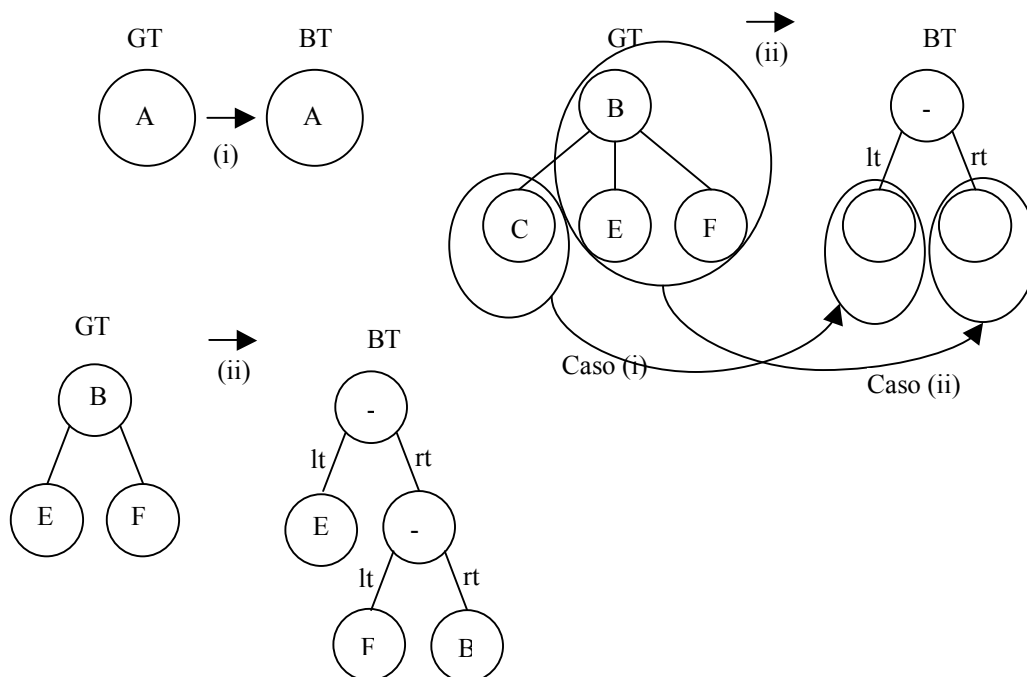 GT BT
A A
(i)
GT (ii) BT
B -
lt rt
C E F
Caso (i)
Caso (ii)
GT (ii) BT
B -
lt rt
E F E -
lt rt
F B